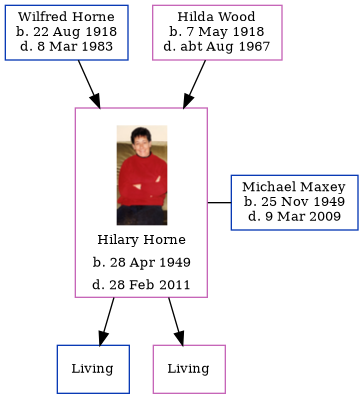 Wilfred Horne
b. 22 Aug 1918
d. 8 Mar 1983
Hilda Wood
b. 7 May 1918
d. abt Aug 1967
Hilary Horne
b. 28 Apr 1949
d. 28 Feb 2011
Michael Maxey
b. 25 Nov 1949
d. 9 Mar 2009
Living
Living